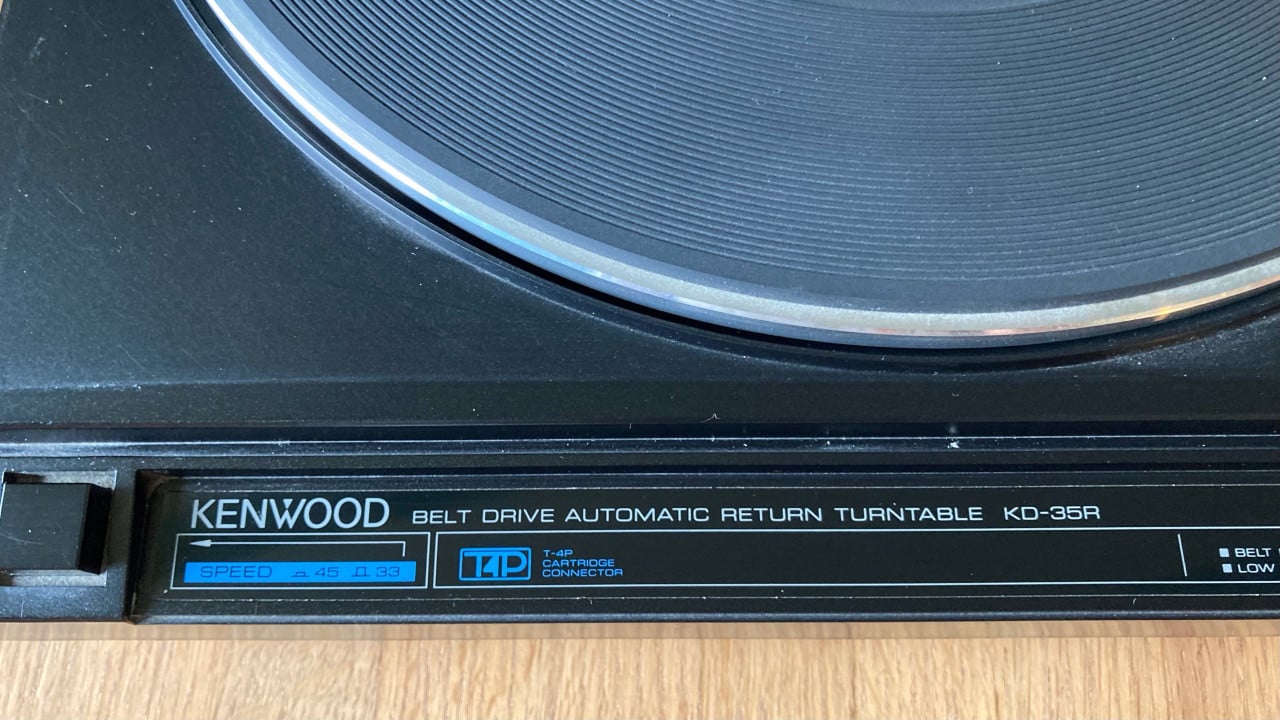 KENWOOD BELT DRIVE AUTOMATIC RETURN TURNTABLE KD-35R
SPEED 45 33
T4P
T-4P
CARTRIDGE
CONNECTOR
BELT
LOW